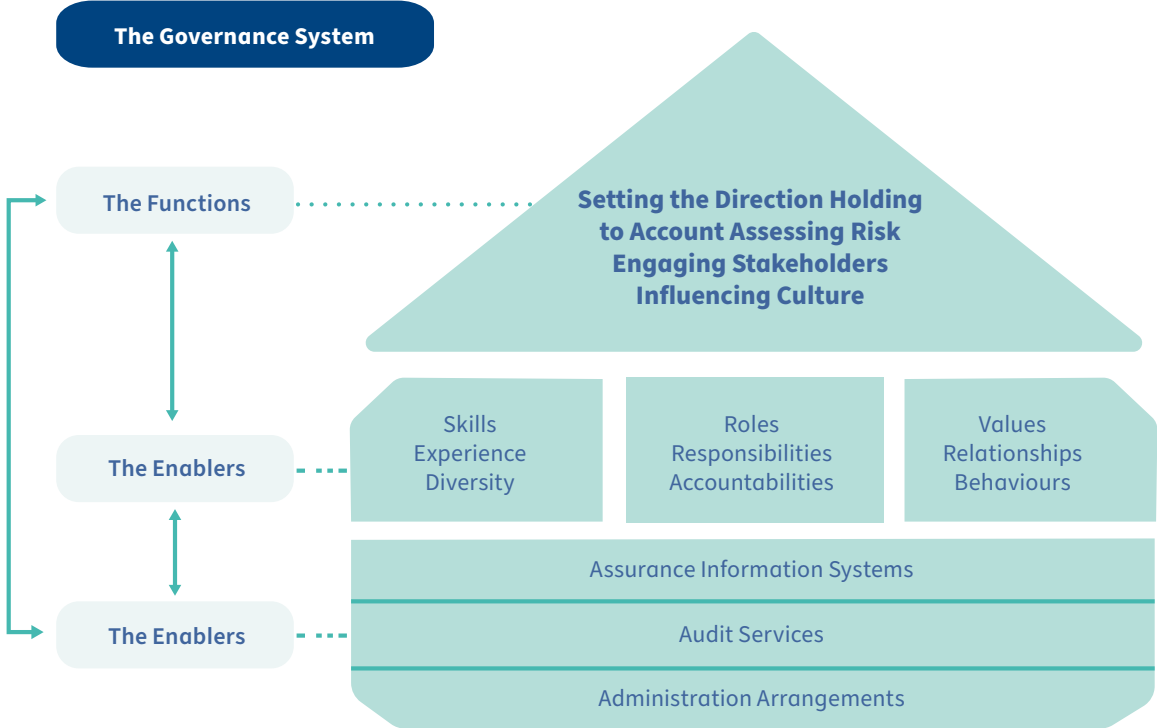 The Governance System
The Functions
Setting the Direction Holding
to Account Assessing Risk
Engaging Stakeholders
Influencing Culture
The Enablers
Skills
Experience
Diversity
Roles
Responsibilities
Accountabilities
Values
Relationships
Behaviours
The Enablers
Assurance Information Systems
Audit Services
Administration Arrangements